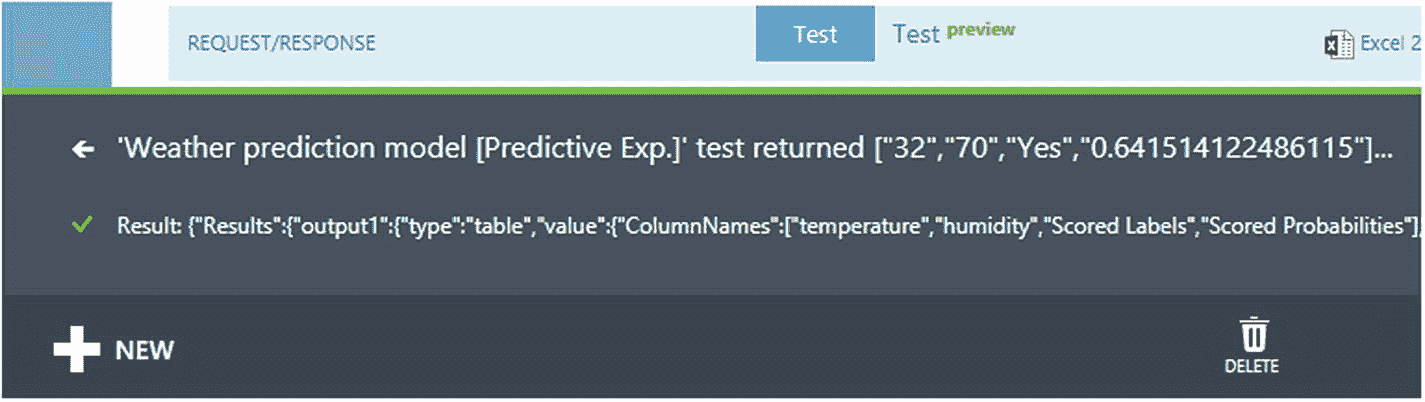 REQUEST/RESPONSE Test Test preview Excel 2
'Weather prediction model [Predictive Exp.]' test returned ["32","70","Yes","0.641514122486115"]...
Result: {"Results":{"output1":{"type":"table","value":{"ColumnNames":["temperature","humidity","Scored Labels","Scored Probabilities"],
NEW
DELETE